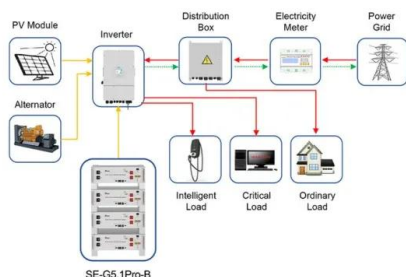 PV Module
Inverter
Distribution
Box
Electricity
Meter
Power
Grid
Alternator
Intelligent
Load
Critical
Load
Ordinary
Load
SE-G5.1Pro-B